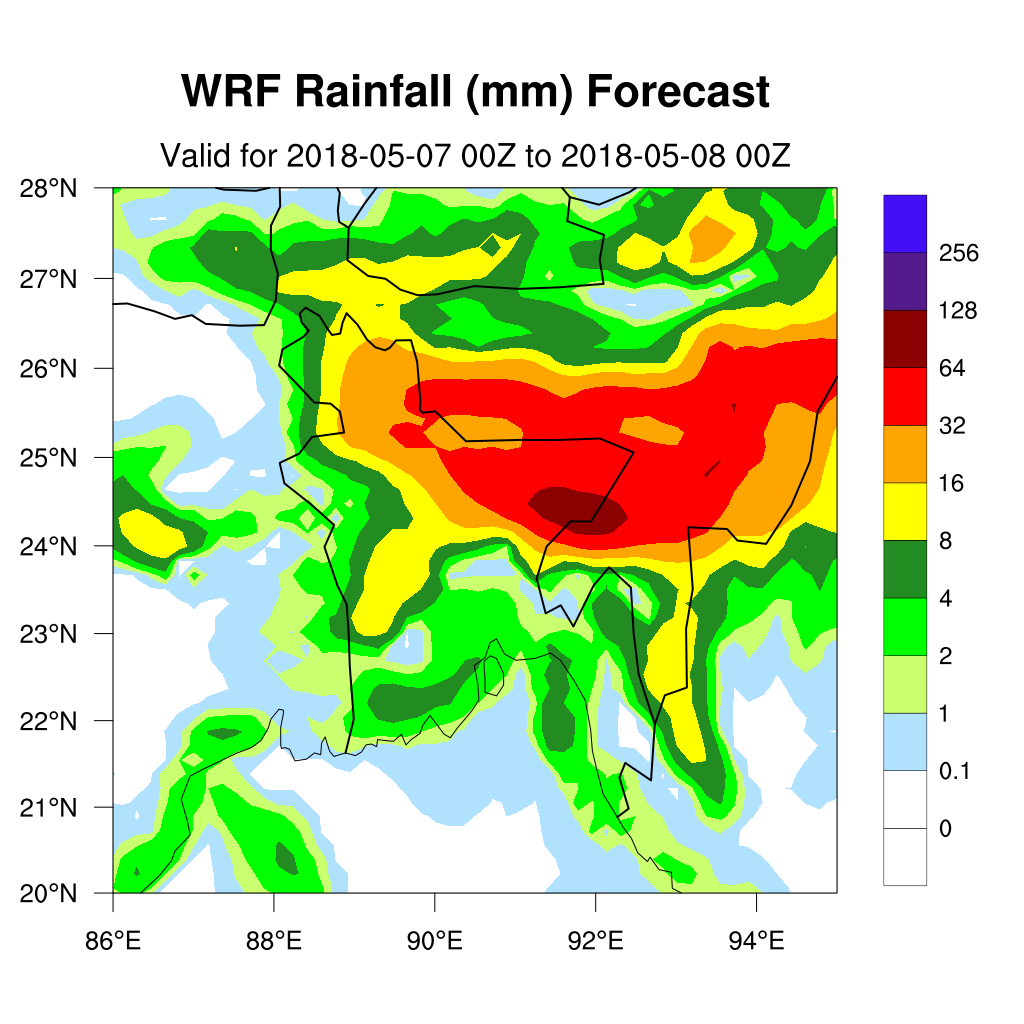 WRF Rainfall (mm) Forecast
Valid for 2018-05-07 00Z to 2018-05-08 00Z
28°N
27°N
26°N
25°N
24°N
23°N
22°N
21°N
20°N
86°E 88°E 90°E 92°E 94°E
256
128
64
32
16
8
4
2
1
0.1
0